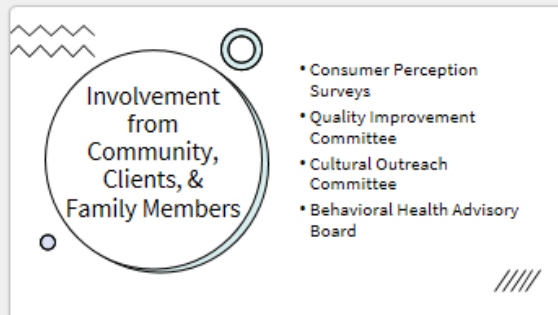 Involvement
from
Community,
Clients, &
Family Members
• Consumer Perception
Surveys
• Quality Improvement
Committee
• Cultural Outreach
Committee
• Behavioral Health Advisory
Board